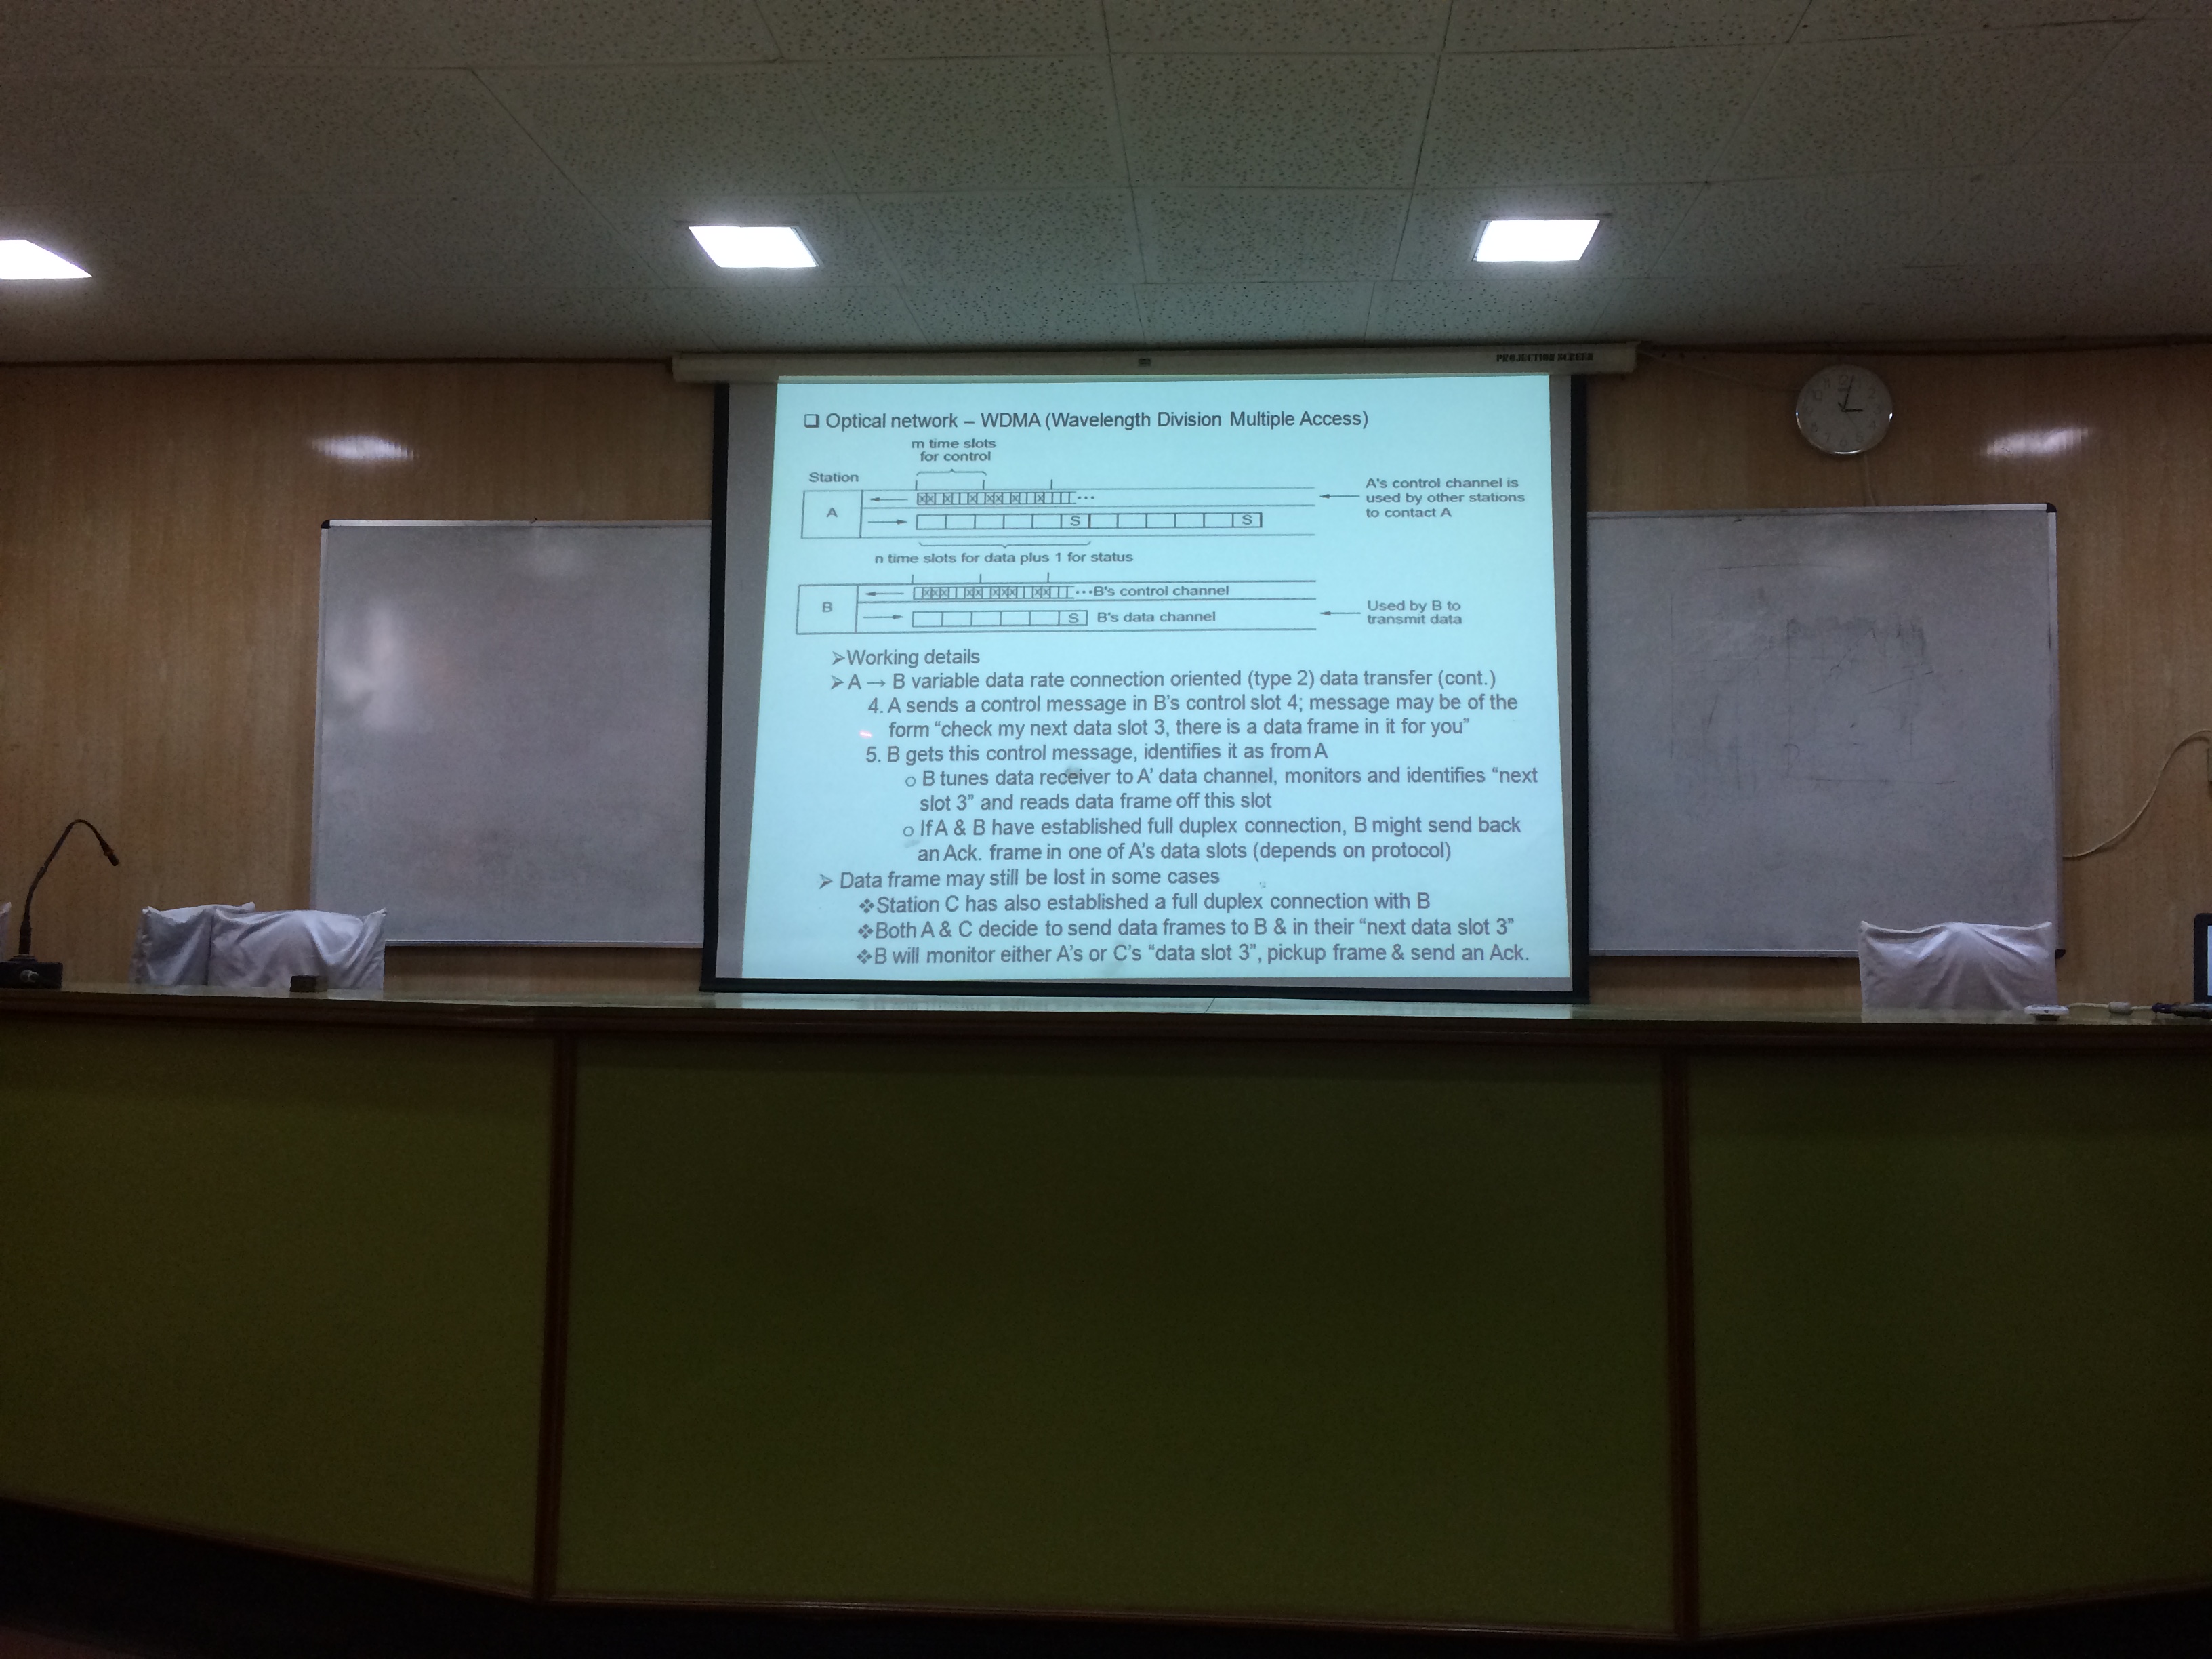 PROJECTION SCREEN
❑ Optical network – WDMA (Wavelength Division Multiple Access)
m time slots
for control
Station
A
A's control channel is
used by other stations
to contact A
S
S
n time slots for data plus 1 for status
B
...B's control channel
S
B's data channel
Used by B to
transmit data
➢Working details
➢A → B variable data rate connection oriented (type 2) data transfer (cont.)
4. A sends a control message in B's control slot 4; message may be of the
form “check my next data slot 3, there is a data frame in it for you”
5. B gets this control message, identifies it as from A
o B tunes data receiver to A’ data channel, monitors and identifies “next
slot 3” and reads data frame off this slot
o If A & B have established full duplex connection, B might send back
an Ack. frame in one of A's data slots (depends on protocol)
➢ Data frame may still be lost in some cases
❖Station C has also established a full duplex connection with B
❖Both A & C decide to send data frames to B & in their “next data slot 3”
❖B will monitor either A's or C's “data slot 3”, pickup frame & send an Ack.